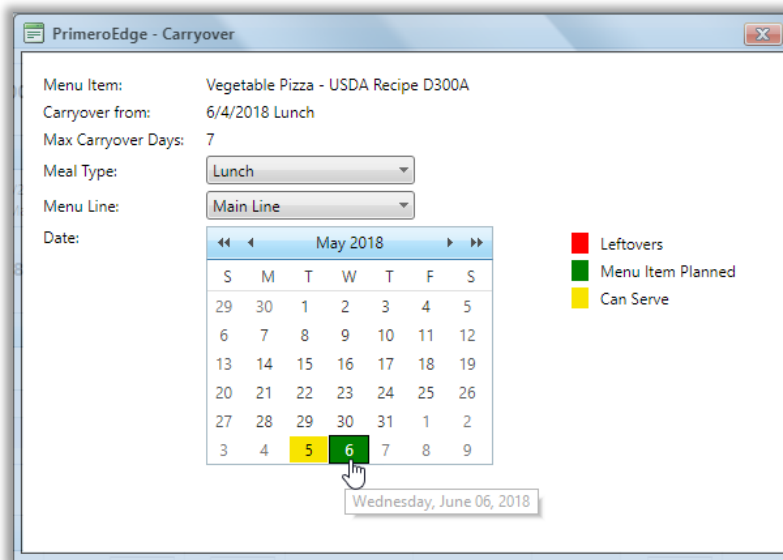 PrimeroEdge - Carryover
Menu Item: Vegetable Pizza - USDA Recipe D300A
Carryover from: 6/4/2018 Lunch
Max Carryover Days: 7
Meal Type: Lunch
Menu Line: Main Line
Date: May 2018
Leftovers
S M T W T F S
Menu Item Planned
29 30 1 2 3 4 5
Can Serve
6 7 8 9 10 11 12
13 14 15 16 17 18 19
20 21 22 23 24 25 26
27 28 29 30 31 1 2
3 4 5 6 7 8 9
Wednesday, June 06, 2018